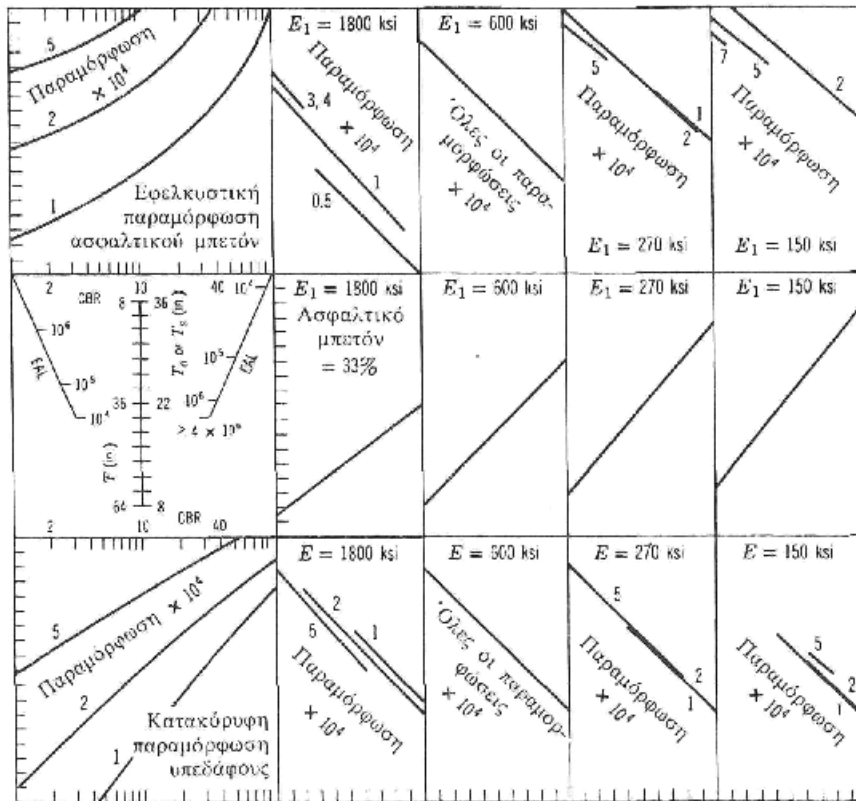 5
Παραμόρφωση
× 10⁴
2
1
Εφελκυστική
παραμόρφωση
ασφαλτικού μπετόν
E₁ = 1800 ksi
Παραμόρφωση
× 10⁴
3, 4
1
0.5
E₁ = 600 ksi
Όλες οι παρα-
μορφώσεις
× 10⁴
5
1
2
Παραμόρφωση
× 10⁴
E₁ = 270 ksi
7
5
2
Παραμόρφωση
× 10⁴
E₁ = 150 ksi
2 CBR 10 40
8 36
10⁴
10⁶
EAL
10⁵
10⁴
EAL
10⁵
10⁶
≥ 4 × 10⁶
36 22
T (in)
64 8
2 10 CBR 40
E₁ = 1800 ksi
Ασφαλτικό
μπετόν
= 33%
E₁ = 600 ksi
E₁ = 270 ksi
E₁ = 150 ksi
5
Παραμόρφωση × 10⁴
2
1
Κατακόρυφη
παραμόρφωση
υπεδάφους
E = 1800 ksi
2
1
5
Παραμόρφωση
× 10⁴
E = 600 ksi
Όλες οι παραμορ-
φώσεις
× 10⁴
E = 270 ksi
5
2
1
Παραμόρφωση
× 10⁴
E = 150 ksi
5
2
1
Παραμόρφωση
× 10⁴